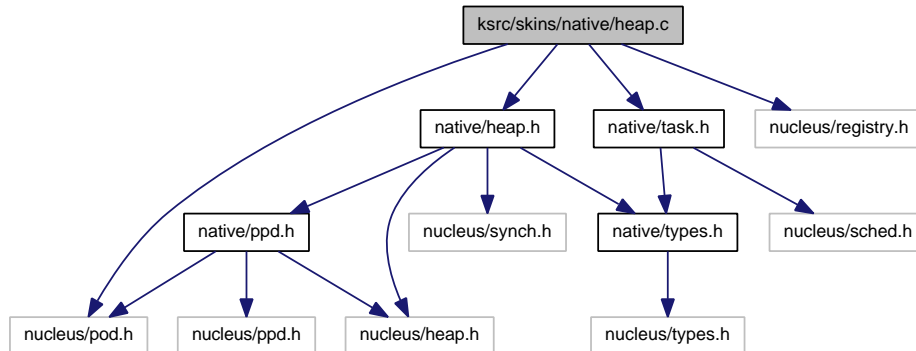 ksrc/skins/native/heap.c
native/heap.h
native/task.h
nucleus/registry.h
native/ppd.h
nucleus/synch.h
native/types.h
nucleus/sched.h
nucleus/pod.h
nucleus/ppd.h
nucleus/heap.h
nucleus/types.h